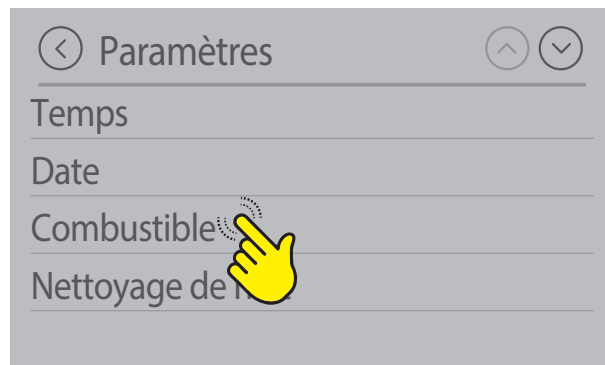 Paramètres
Temps
Date
Combustible
Nettoyage de